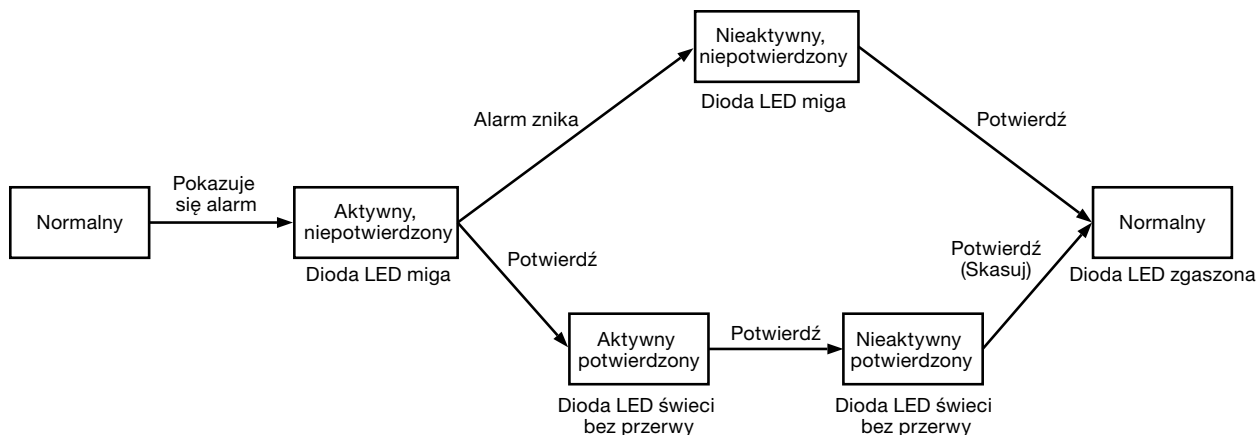 Nieaktywny,
niepotwierdzony
Dioda LED miga
Alarm znika
Potwierdź
Pokazuje
się alarm
Normalny
Aktywny,
niepotwierdzony
Dioda LED miga
Normalny
Dioda LED zgaszona
Potwierdź
Potwierdź
(Skasuj)
Aktywny
potwierdzony
Dioda LED świeci
bez przerwy
Potwierdź
Nieaktywny
potwierdzony
Dioda LED świeci
bez przerwy